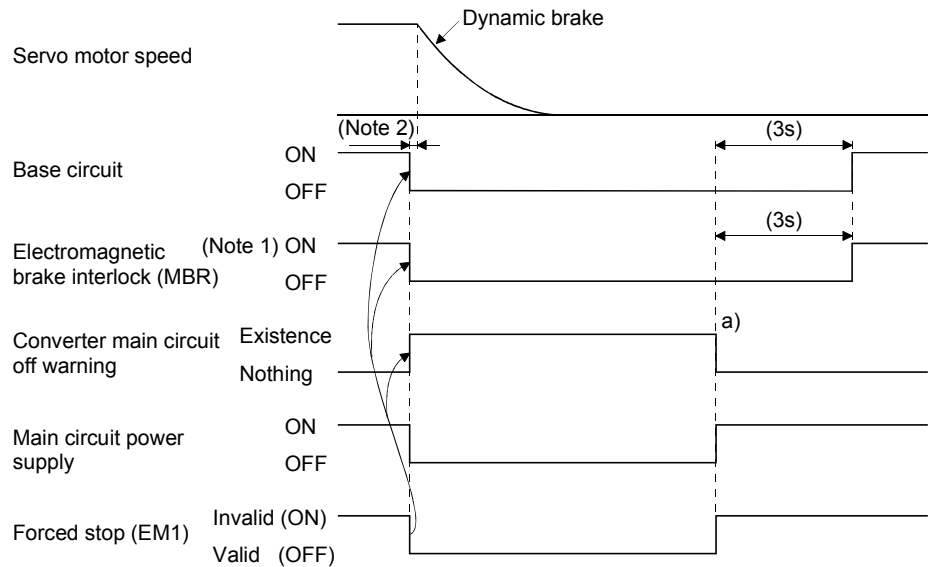 Dynamic brake
Servo motor speed
(Note 2)
(3s)
Base circuit
ON
OFF
(3s)
Electromagnetic
brake interlock (MBR)
(Note 1) ON
OFF
a)
Converter main circuit
off warning
Existence
Nothing
Main circuit power
supply
ON
OFF
Forced stop (EM1)
Invalid (ON)
Valid (OFF)